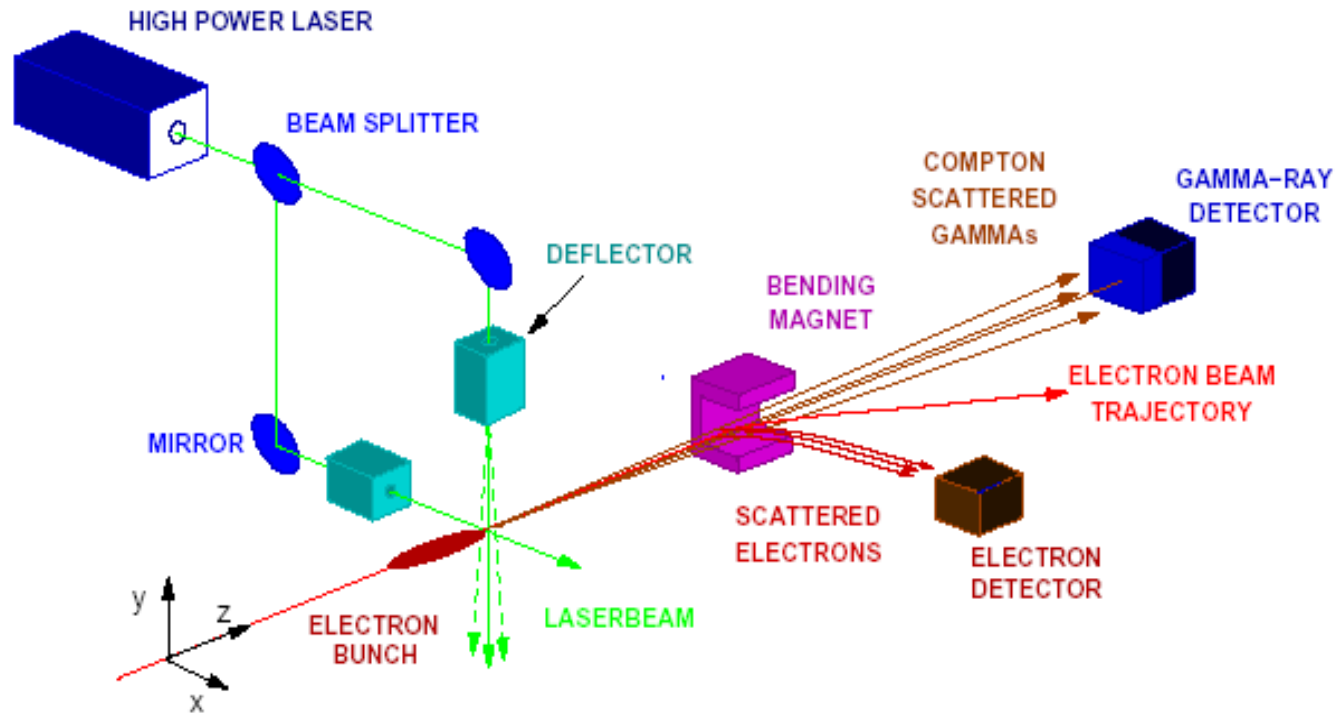 HIGH POWER LASER
BEAM SPLITTER
COMPTON
SCATTERED
GAMMAs
GAMMA-RAY
DETECTOR
DEFLECTOR
BENDING
MAGNET
ELECTRON BEAM
TRAJECTORY
MIRROR
SCATTERED
ELECTRONS
ELECTRON
DETECTOR
LASERBEAM
ELECTRON
BUNCH
y
z
x